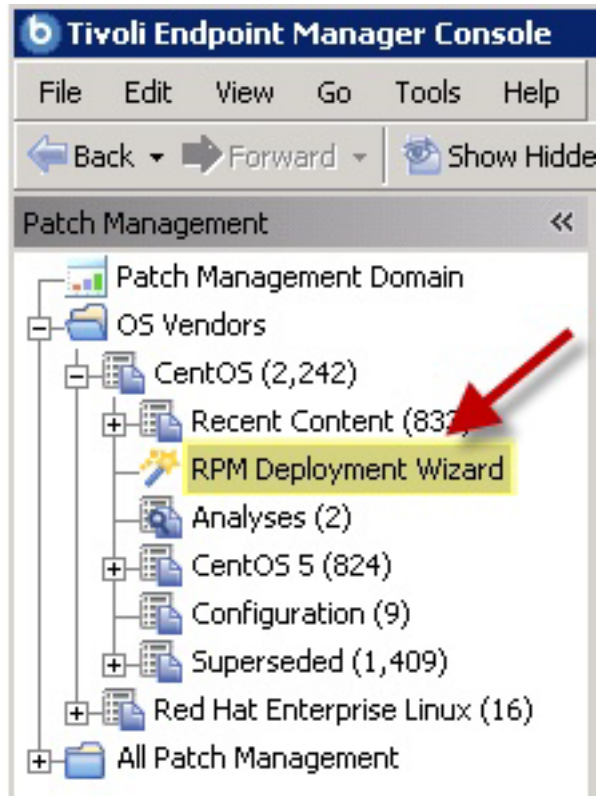 Tivoli Endpoint Manager Console
File Edit View Go Tools Help
Back Forward Show Hidde
Patch Management
Patch Management Domain
OS Vendors
CentOS (2,242)
Recent Content (833)
RPM Deployment Wizard
Analyses (2)
CentOS 5 (824)
Configuration (9)
Superseded (1,409)
Red Hat Enterprise Linux (16)
All Patch Management